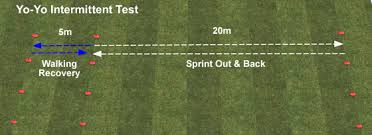 Yo-Yo Intermittent Test
5m
20m
Walking
Recovery
Sprint Out & Back